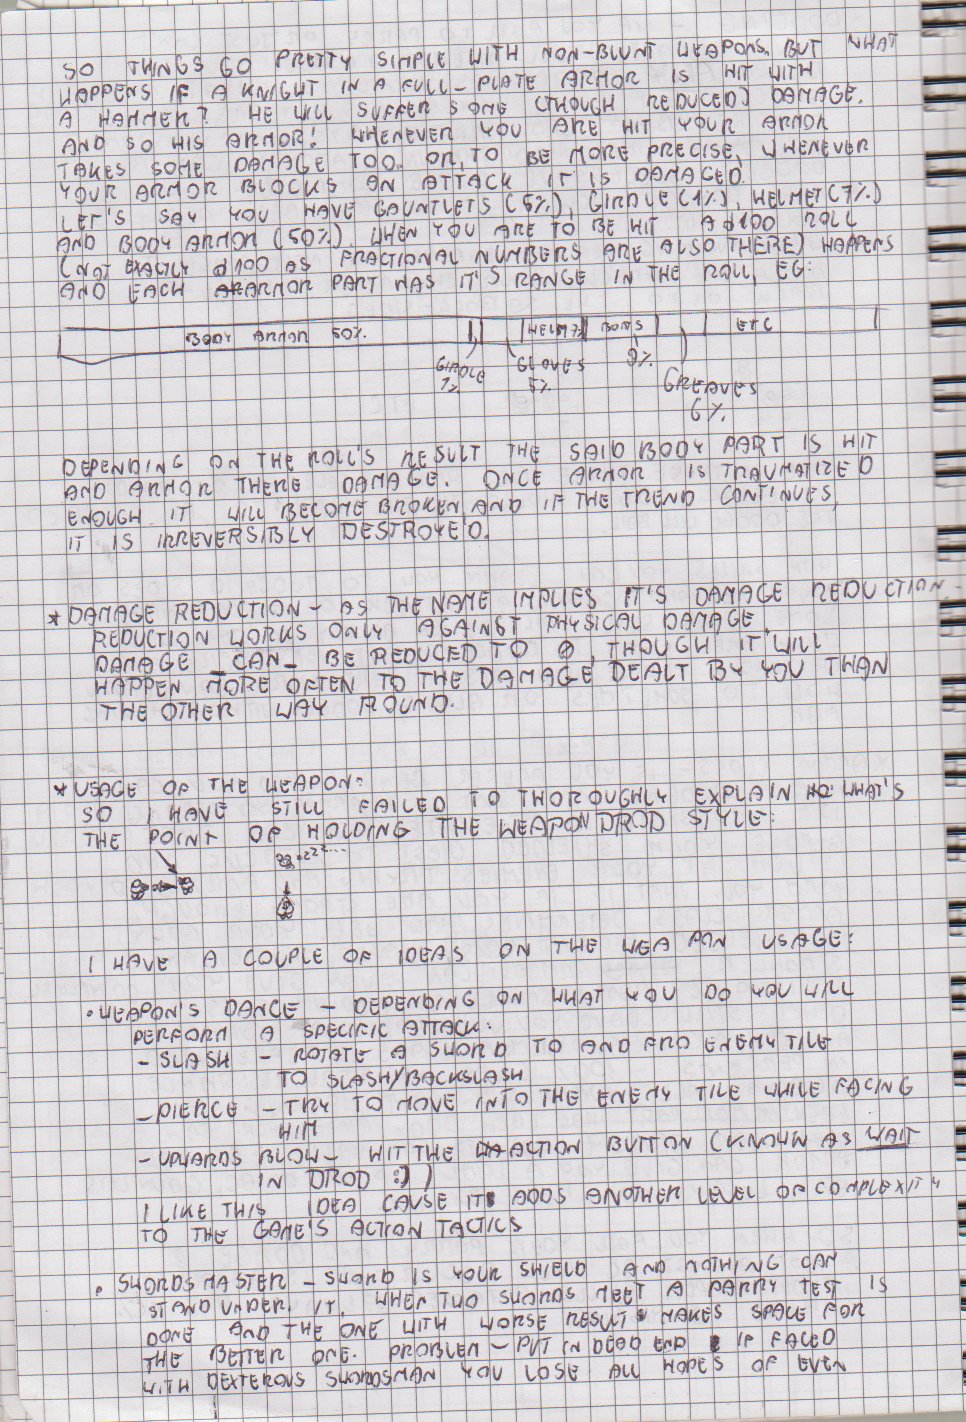 SO THINGS GO PRETTY SIMPLE WITH NON-BLUNT WEAPONS. BUT WHAT
HAPPENS IF A KNIGHT IN A FULL-PLATE ARMOR IS HIT WITH
A HAMMER? HE WILL SUFFER SOME (THOUGH REDUCED) DAMAGE.
AND SO HIS ARMOR! WHENEVER YOU ARE HIT YOUR ARMOR
TAKES SOME DAMAGE TOO. OR, TO BE MORE PRECISE, WHENEVER
YOUR ARMOR BLOCKS AN ATTACK IT IS DAMAGED.
LET'S SAY YOU HAVE GAUNTLETS (5%), GIRDLE (1%), HELMET (7%)
AND BODY ARMOR (50%). WHEN YOU ARE TO BE HIT A d100 ROLL
(NOT EXACTLY d100 AS FRACTIONAL NUMBERS ARE ALSO THERE) HAPPENS
AND EACH ARMOR PART HAS IT'S RANGE IN THE ROLL, EG:
BODY ARMOR 50%
HELM 7%
BOOTS
ETC
GIRDLE
1%
GLOVES
5%
GREAVES
6%
DEPENDING ON THE ROLL'S RESULT THE SAID BODY PART IS HIT
AND ARMOR THERE DAMAGE. ONCE ARMOR IS TRAUMATIZED
ENOUGH IT WILL BECOME BROKEN, AND IF THE TREND CONTINUES,
IT IS IRREVERSIBLY DESTROYED.
* DAMAGE REDUCTION - AS THE NAME IMPLIES IT'S DAMAGE REDUCTION.
REDUCTION WORKS ONLY AGAINST PHYSICAL DAMAGE.
DAMAGE _CAN_ BE REDUCED TO 0, THOUGH IT WILL
HAPPEN MORE OFTEN TO THE DAMAGE DEALT BY YOU THAN
THE OTHER WAY ROUND.
* USAGE OF THE WEAPON:
SO I HAVE STILL FAILED TO THOROUGHLY EXPLAIN WHAT'S
THE POINT OF HOLDING THE WEAPON DROD STYLE:
I HAVE A COUPLE OF IDEAS ON THE WEAPON USAGE:
• WEAPON'S DANCE - DEPENDING ON WHAT YOU DO YOU WILL
PERFORM A SPECIFIC ATTACK:
- SLASH - ROTATE A SWORD TO AND FRO ENEMY TILE
TO SLASH/BACKSLASH
- PIERCE - TRY TO MOVE INTO THE ENEMY TILE WHILE FACING
HIM
- UPWARDS BLOW - HIT THE ACTION BUTTON (KNOWN AS WAIT
IN DROD :))
I LIKE THIS IDEA CAUSE IT ADDS ANOTHER LEVEL OF COMPLEXITY
TO THE GAME'S ACTION TACTICS
• SWORDSMASTER - SWORD IS YOUR SHIELD AND NOTHING CAN
STAND UNDER IT. WHEN TWO SWORDS MEET A PARRY TEST IS
DONE AND THE ONE WITH WORSE RESULT MAKES SPACE FOR
THE BETTER ONE. PROBLEM - PUT IN DEAD END IF FACED
WITH DEXTEROUS SWORDSMAN YOU LOSE ALL HOPES OF EVEN